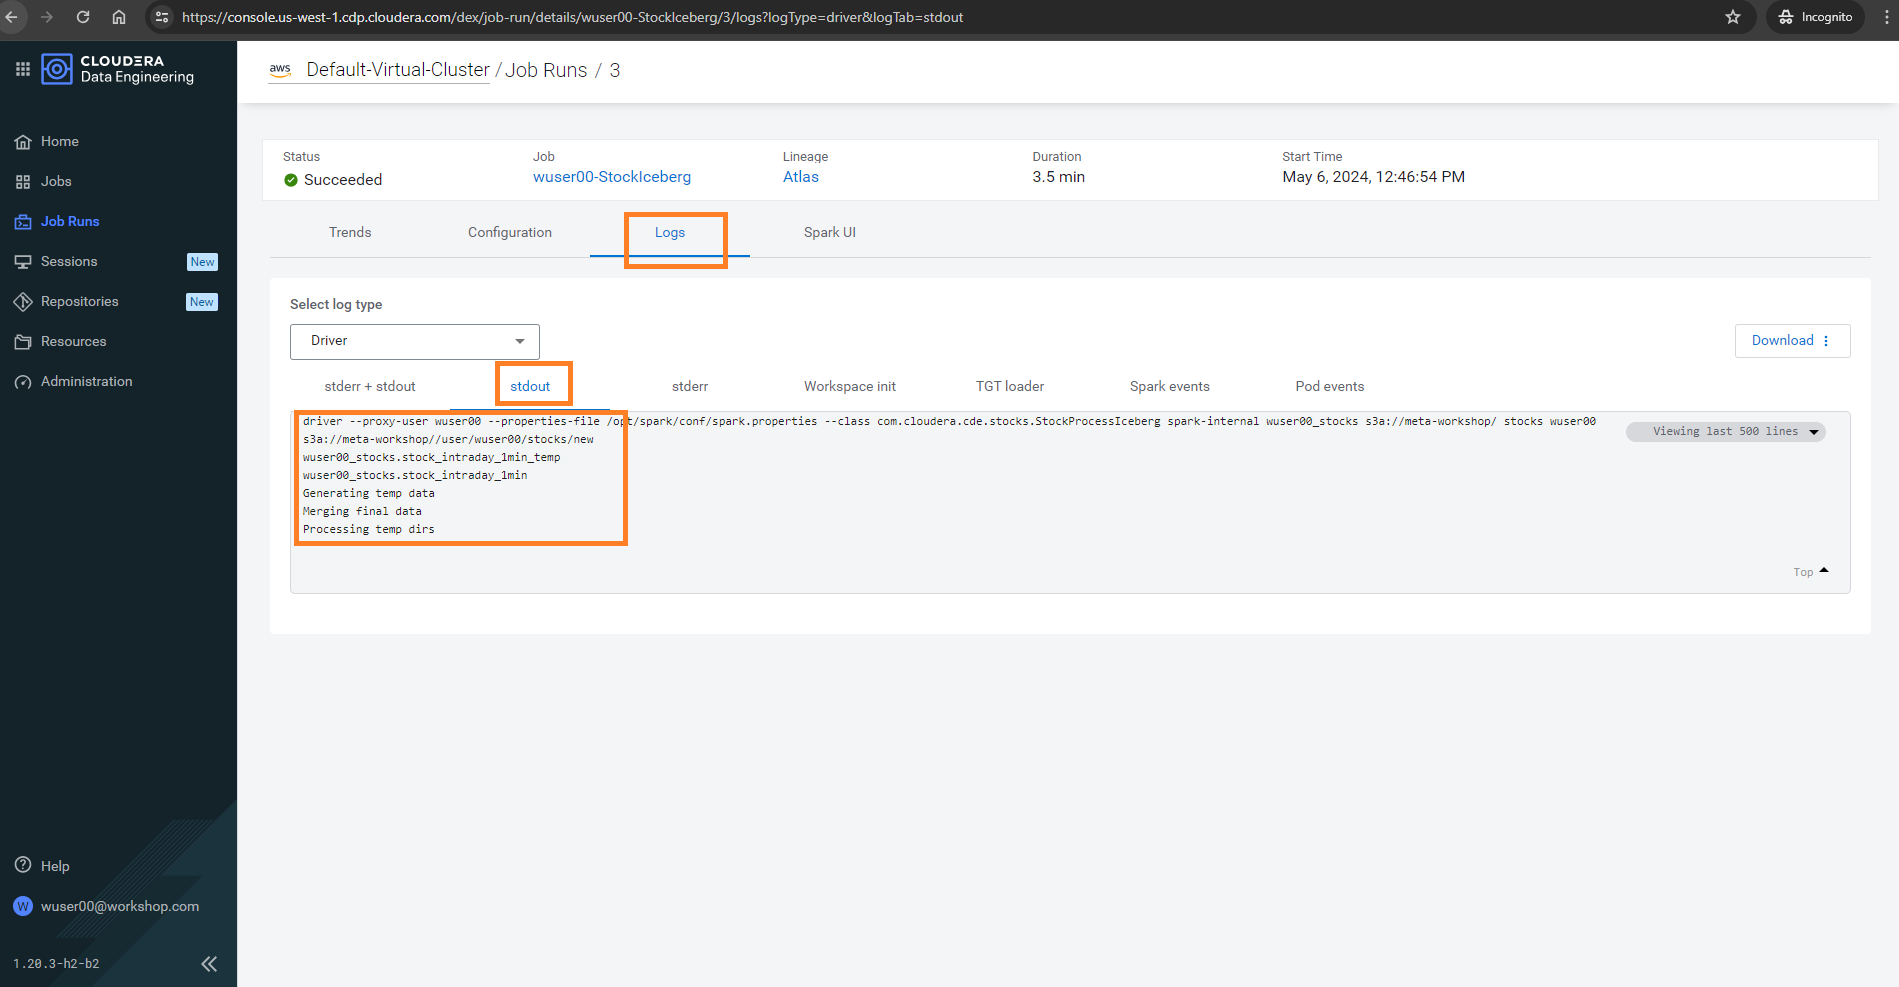 https://console.us-west-1.cdp.cloudera.com/dex/job-run/details/wuser00-StockIceberg/3/logs?logType=driver&logTab=stdout
Incognito
CLOUDERA
Data Engineering
Home
Jobs
Job Runs
Sessions New
Repositories New
Resources
Administration
Help
W wuser00@workshop.com
1.20.3-h2-b2
aws Default-Virtual-Cluster / Job Runs / 3
Status Job Lineage Duration Start Time
Succeeded wuser00-StockIceberg Atlas 3.5 min May 6, 2024, 12:46:54 PM
Trends Configuration Logs Spark UI
Select log type
Driver Download
stderr + stdout stdout stderr Workspace init TGT loader Spark events Pod events
driver --proxy-user wuser00 --properties-file /opt/spark/conf/spark.properties --class com.cloudera.cde.stocks.StockProcessIceberg spark-internal wuser00_stocks s3a://meta-workshop/ stocks wuser00
Viewing last 500 lines
s3a://meta-workshop//user/wuser00/stocks/new
wuser00_stocks.stock_intraday_1min_temp
wuser00_stocks.stock_intraday_1min
Generating temp data
Merging final data
Processing temp dirs
Top